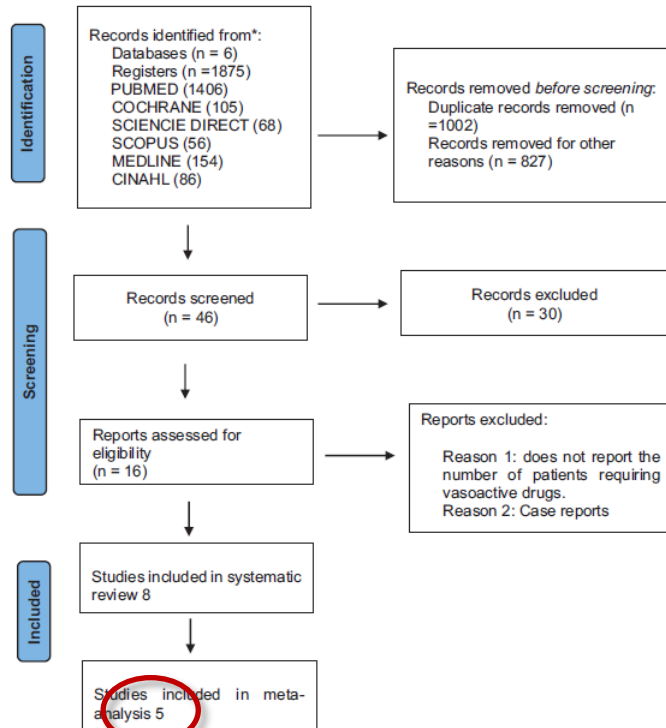 Identification
Records identified from*:
Databases (n = 6)
Registers (n =1875)
PUBMED (1406)
COCHRANE (105)
SCIENCIE DIRECT (68)
SCOPUS (56)
MEDLINE (154)
CINAHL (86)
Records removed before screening:
Duplicate records removed (n
=1002)
Records removed for other
reasons (n = 827)
Screening
Records screened
(n = 46)
Records excluded
(n = 30)
Reports assessed for
eligibility
(n = 16)
Reports excluded:
Reason 1: does not report the
number of patients requiring
vasoactive drugs.
Reason 2: Case reports
Included
Studies included in systematic
review 8
Studies included in meta-
analysis 5